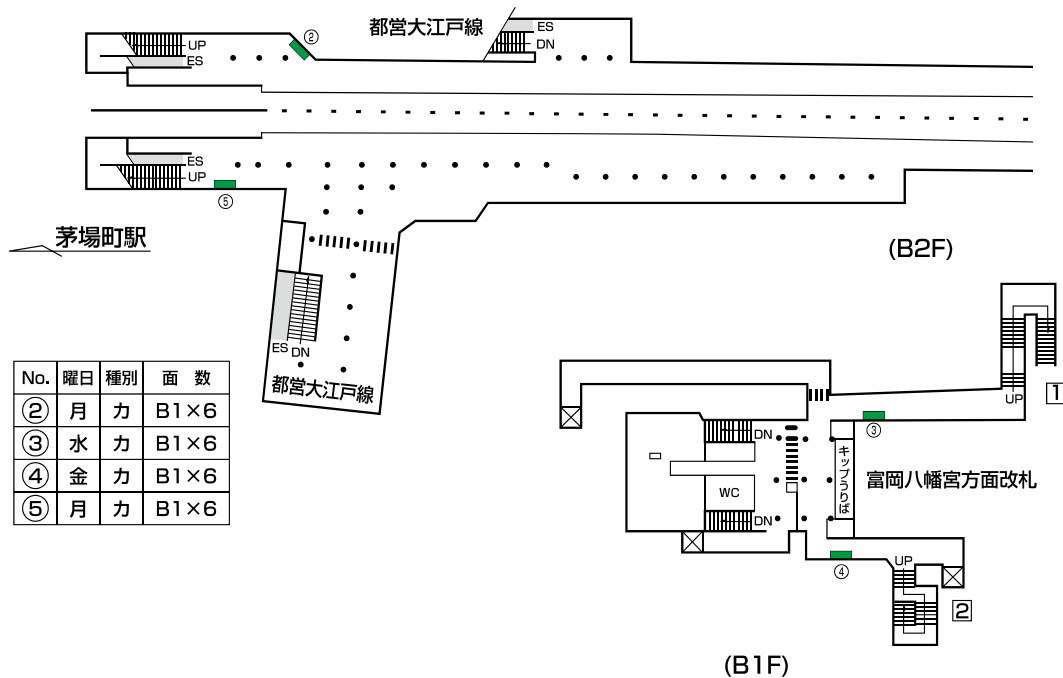 都営大江戸線
ES
DN
②
UP
ES
ES
UP
⑤
茅場町駅
(B2F)
ES DN
都営大江戸線
No. 曜日 種別 面 数
② 月 カ B1×6
③ 水 カ B1×6
④ 金 カ B1×6
⑤ 月 カ B1×6
UP
1
③
DN
キップうりば
富岡八幡宮方面改札
WC
DN
④
UP
2
(B1F)